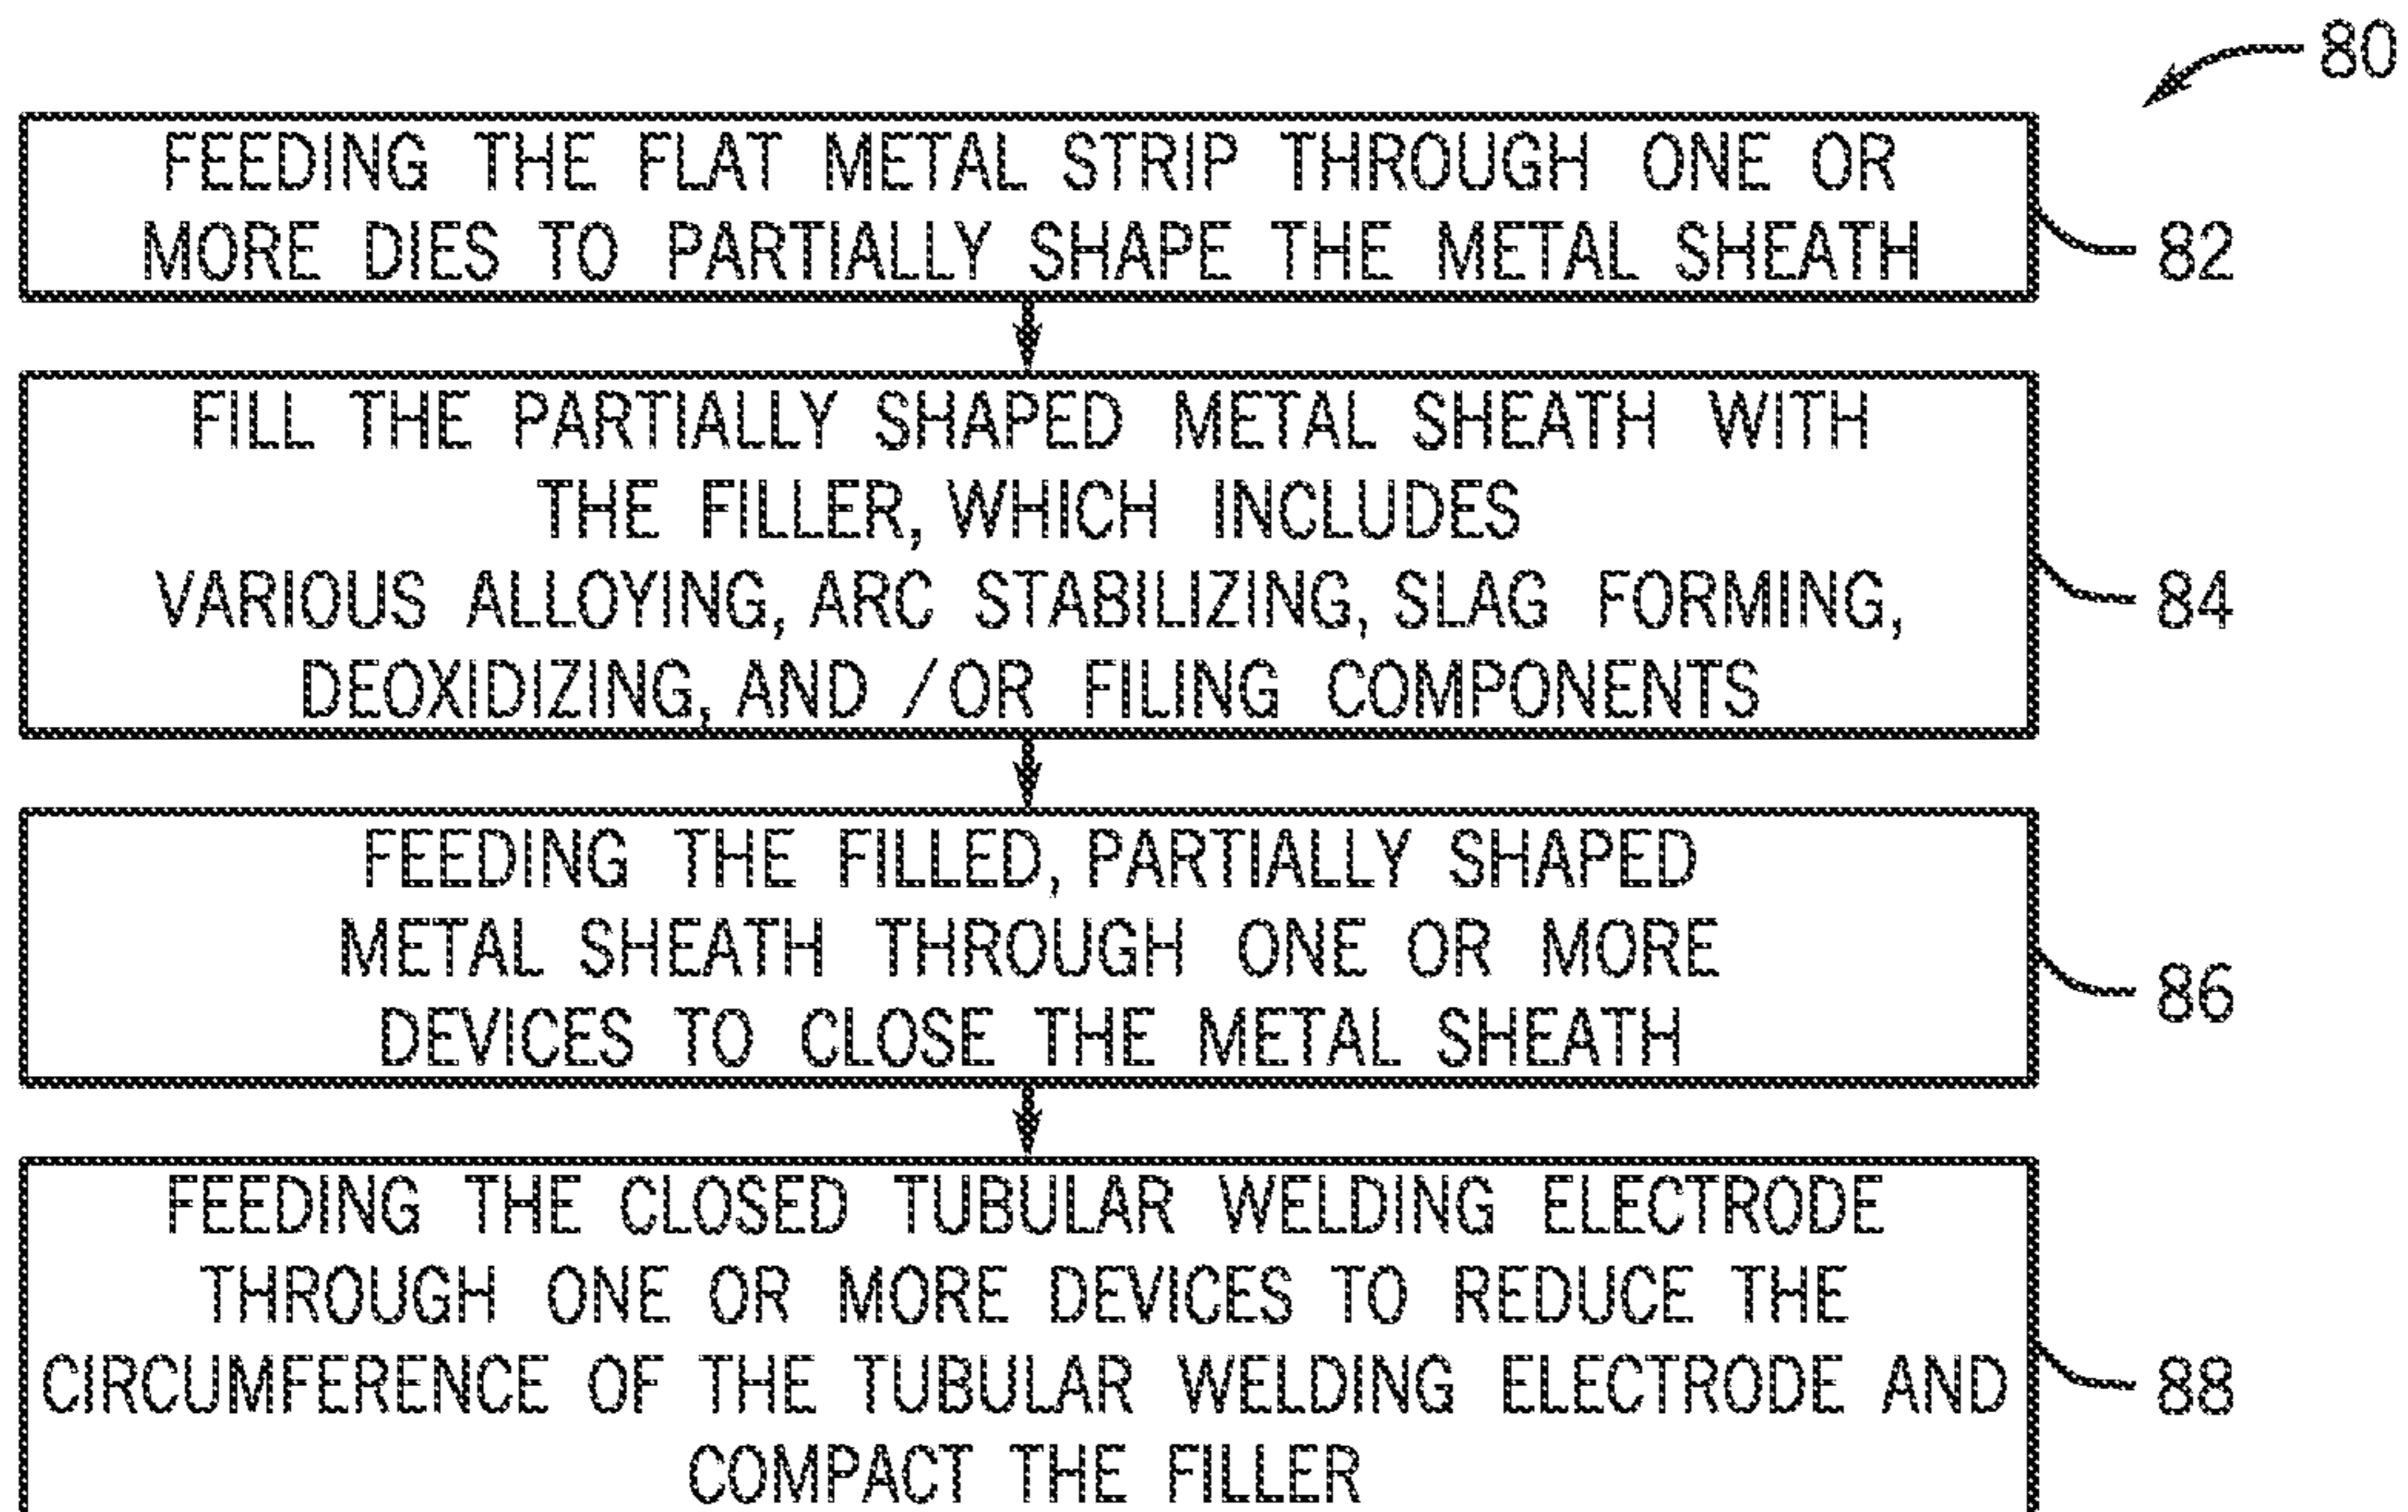 80
FEEDING THE FLAT METAL STRIP THROUGH ONE OR
MORE DIES TO PARTIALLY SHAPE THE METAL SHEATH
82
FILL THE PARTIALLY SHAPED METAL SHEATH WITH
THE FILLER, WHICH INCLUDES
VARIOUS ALLOYING, ARC STABILIZING, SLAG FORMING,
DEOXIDIZING, AND /OR FILING COMPONENTS
84
FEEDING THE FILLED, PARTIALLY SHAPED
METAL SHEATH THROUGH ONE OR MORE
DEVICES TO CLOSE THE METAL SHEATH
86
FEEDING THE CLOSED TUBULAR WELDING ELECTRODE
THROUGH ONE OR MORE DEVICES TO REDUCE THE
CIRCUMFERENCE OF THE TUBULAR WELDING ELECTRODE AND
COMPACT THE FILLER
88